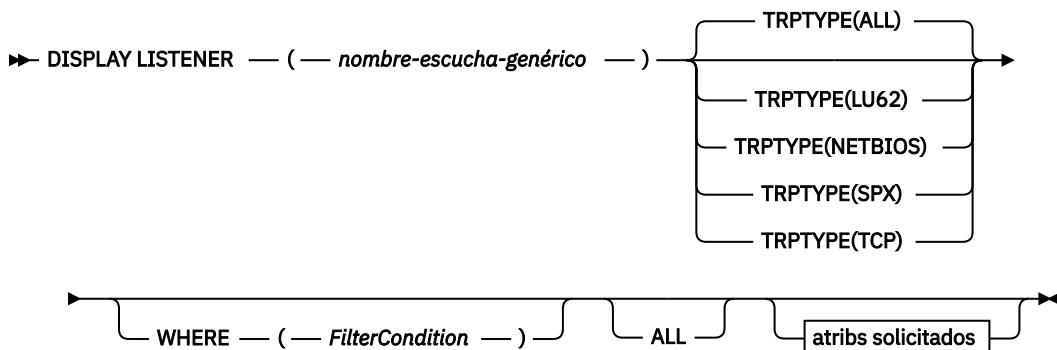 TRPTYPE(ALL)
DISPLAY LISTENER ( nombre-escucha-genérico )
TRPTYPE(LU62)
TRPTYPE(NETBIOS)
TRPTYPE(SPX)
TRPTYPE(TCP)
WHERE ( FilterCondition ) ALL atribs solicitados